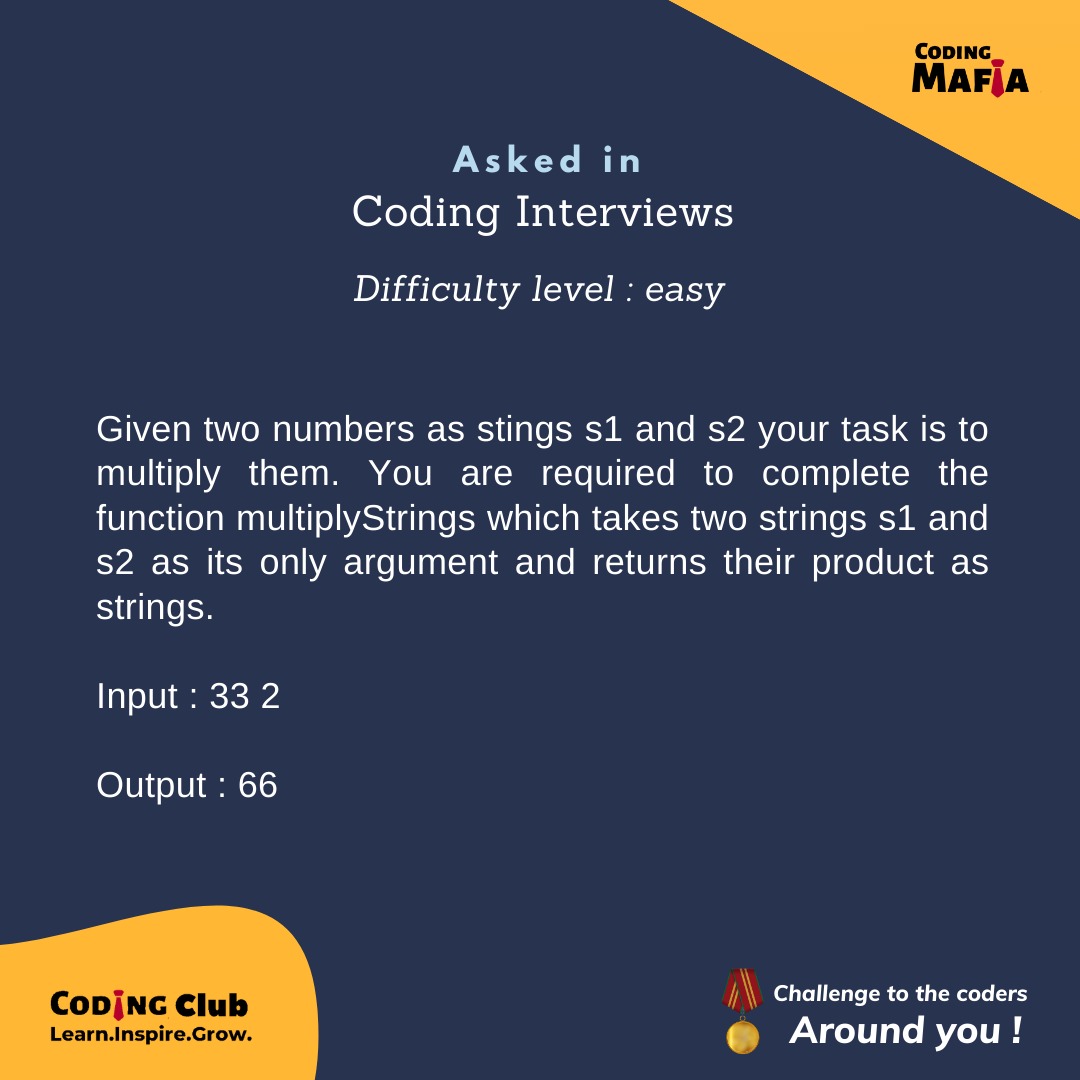 CODING
MAFIA
Asked in
Coding Interviews
Difficulty level : easy
Given two numbers as stings s1 and s2 your task is to
multiply them. You are required to complete the
function multiplyStrings which takes two strings s1 and
s2 as its only argument and returns their product as
strings.
Input : 33 2
Output : 66
CODING Club
Learn.Inspire.Grow.
Challenge to the coders
Around you !